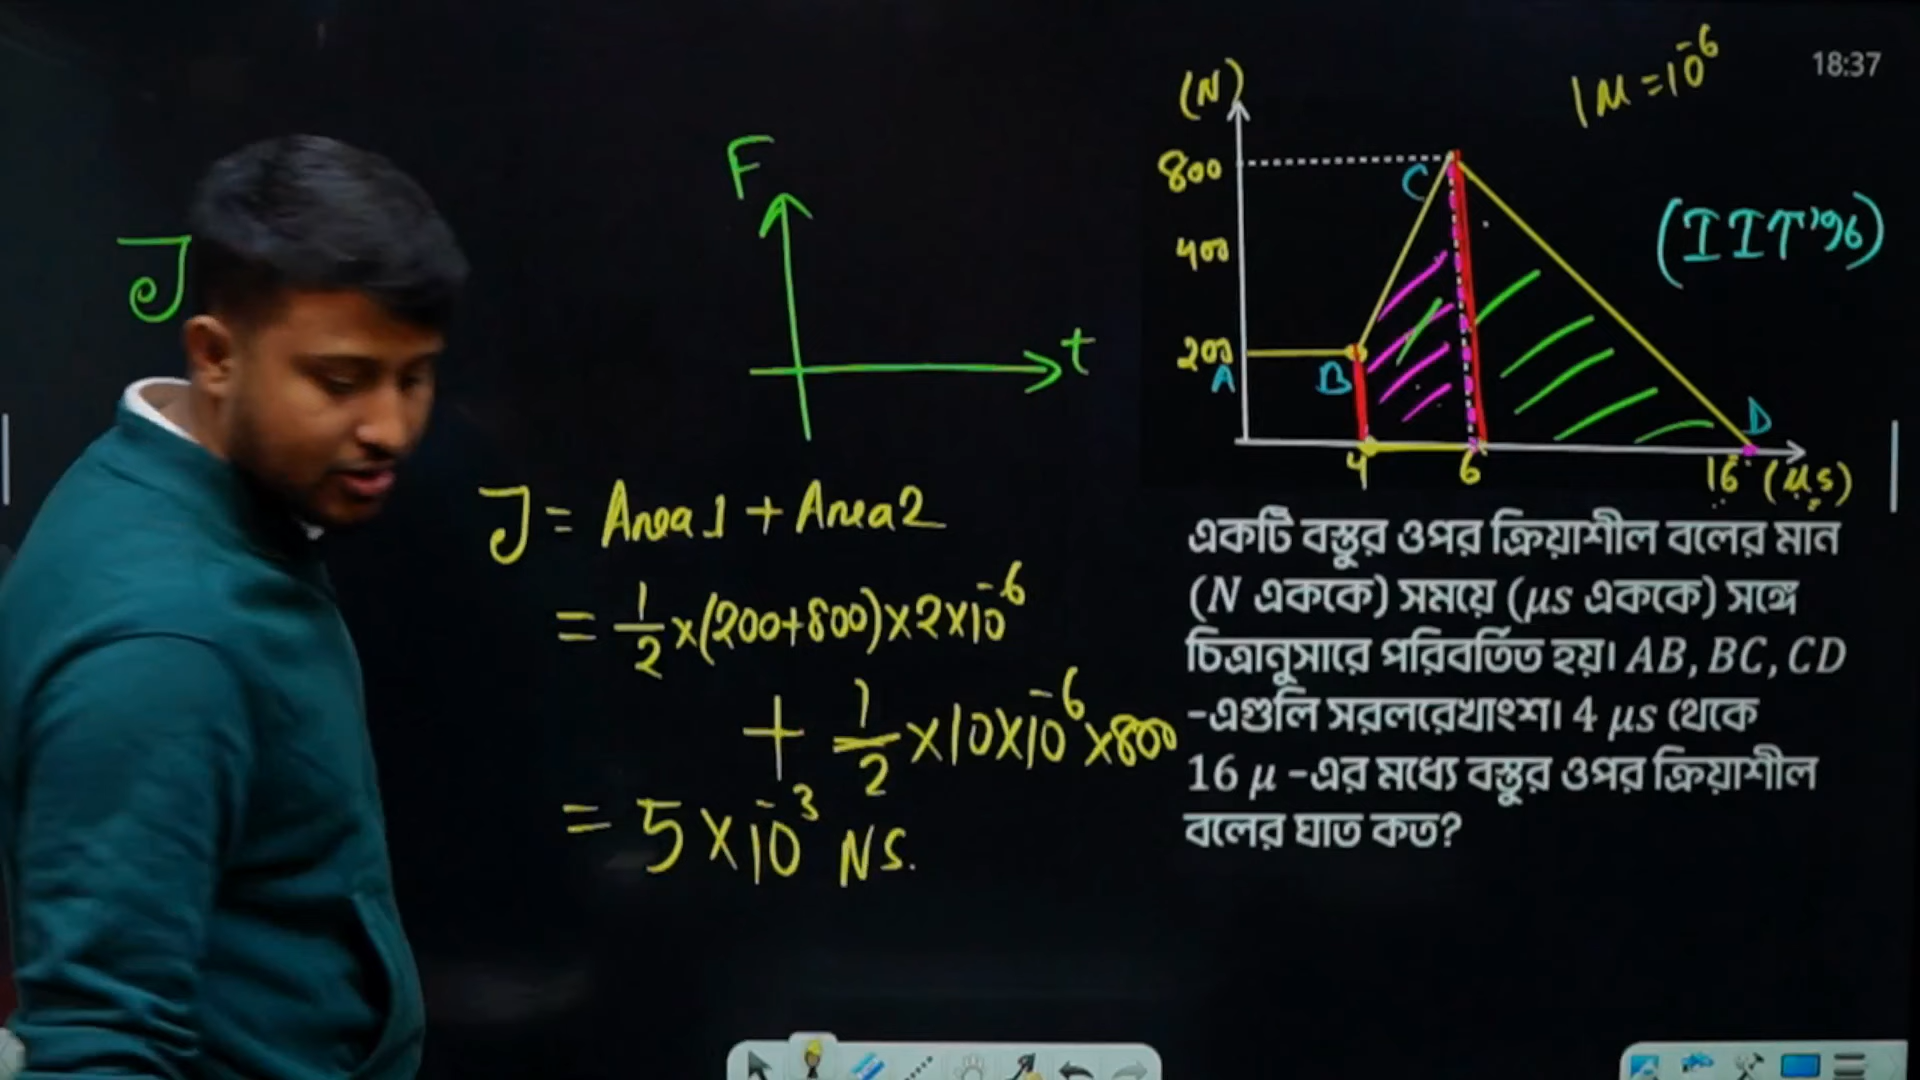 18:37
1μ = 10^-6
(N)
800
400
200
A
B
C
D
4
6
16 (μs)
(IIT'96)
F
t
J
J = Area 1 + Area 2
= 1/2 × (200+800) × 2 × 10^-6
+ 1/2 × 10 × 10^-6 × 800
= 5 × 10^-3 NS.
একটি বস্তুর ওপর ক্রিয়াশীল বলের মান
(N এককে) সময়ে (μs এককে) সঙ্গে
চিত্রানুসারে পরিবর্তিত হয়। AB, BC, CD
-এগুলি সরলরেখাংশ। 4 μs থেকে
16 μ -এর মধ্যে বস্তুর ওপর ক্রিয়াশীল
বলের ঘাত কত?